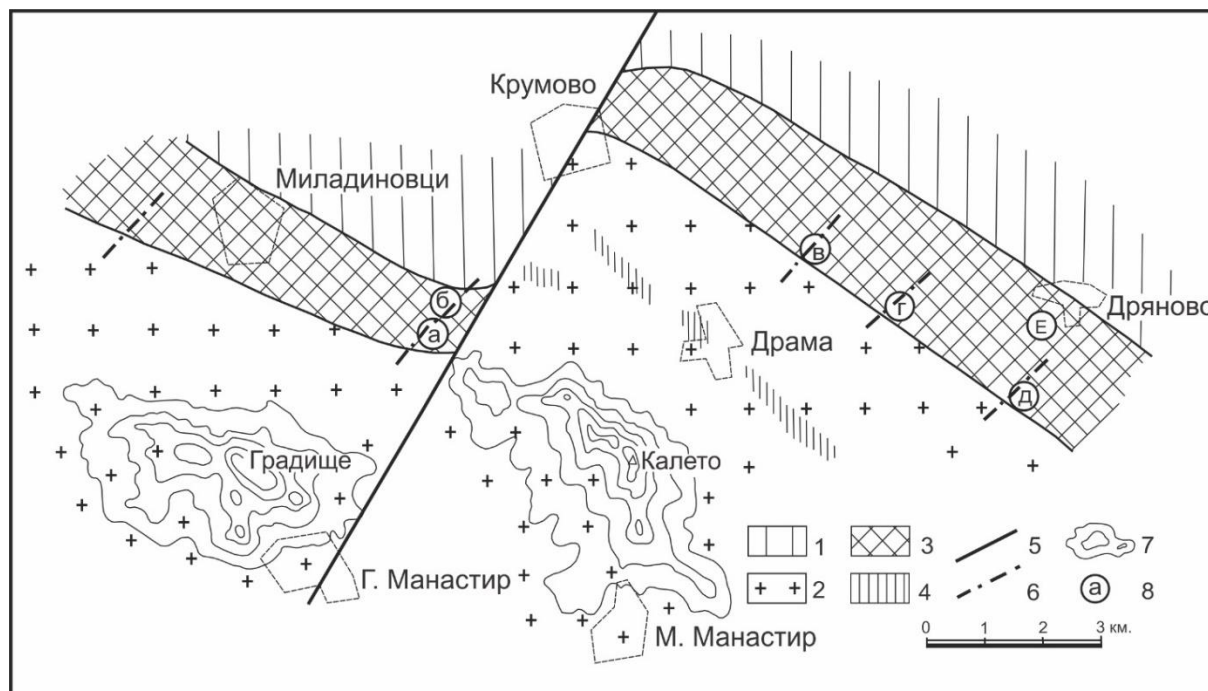 Крумово
Миладиновци
в
б
г
Дряново
Е
а
Драма
д
Градище
Калето
1
3
5
7
Г. Манастир
2
4
6
а
8
М. Манастир
0
1
2
3 км.